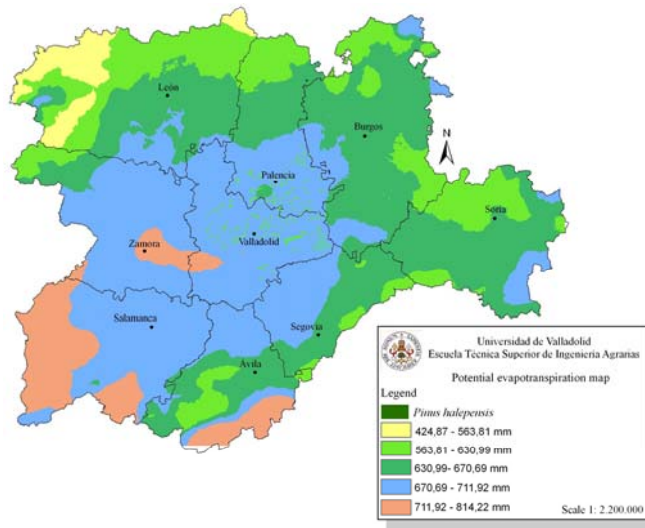 León
Burgos
N
Palencia
Soria
Valladolid
Zamora
Salamanca
Segovia
Ávila
Universidad de Valladolid
Escuela Técnica Superior de Ingeniería Agrarias
Potential evapotranspiration map
Legend
Pinus halepensis
424,87 - 563,81 mm
563,81 - 630,99 mm
630,99- 670,69 mm
670,69 - 711,92 mm
711,92 - 814,22 mm
Scale 1: 2.200.000